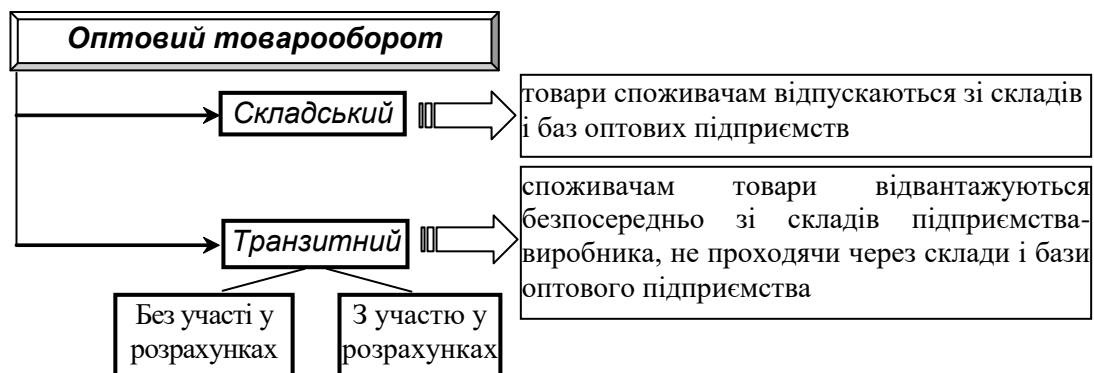 Оптовий товарооборот
Складський
товари споживачам відпускаються зі складів
і баз оптових підприємств
Транзитний
споживачам товари відвантажуються
безпосередньо зі складів підприємства-
виробника, не проходячи через склади і бази
оптового підприємства
Без участі у
розрахунках
З участю у
розрахунках